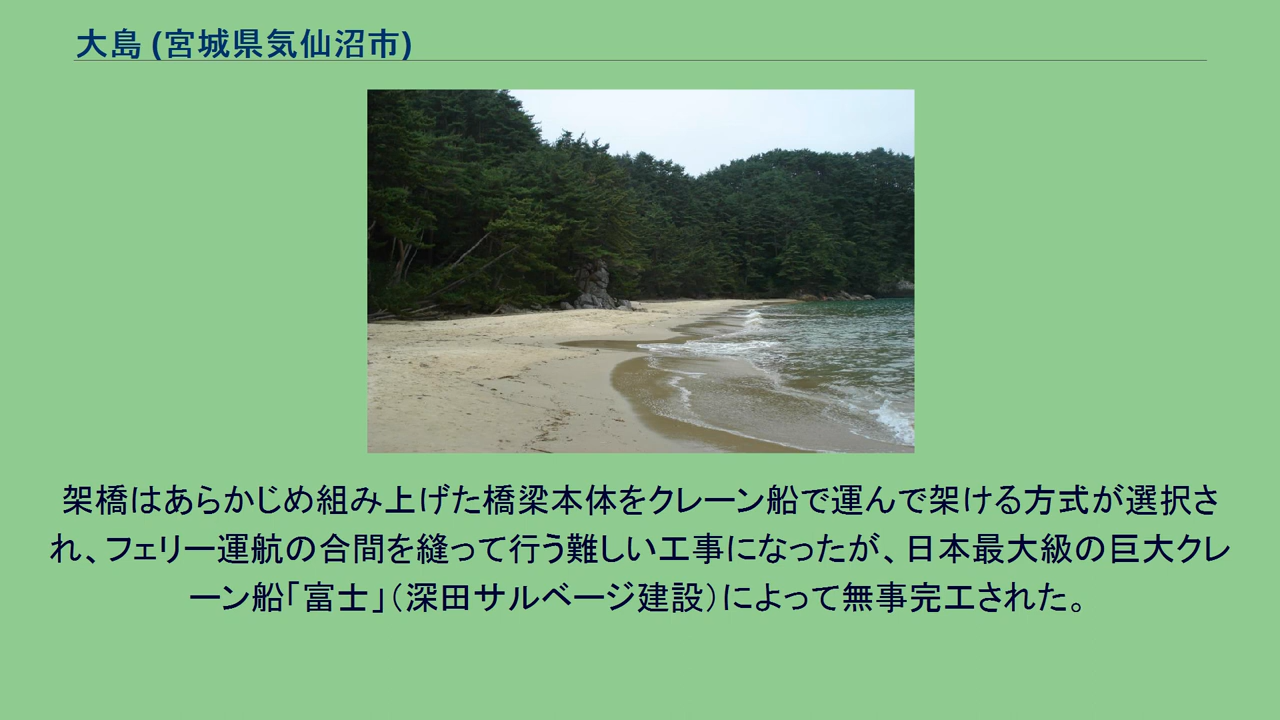 大島 (宮城県気仙沼市)
架橋はあらかじめ組み上げた橋梁本体をクレーン船で運んで架ける方式が選択さ
れ、フェリー運航の合間を縫って行う難しい工事になったが、日本最大級の巨大クレ
ーン船「富士」（深田サルベージ建設）によって無事完工された。